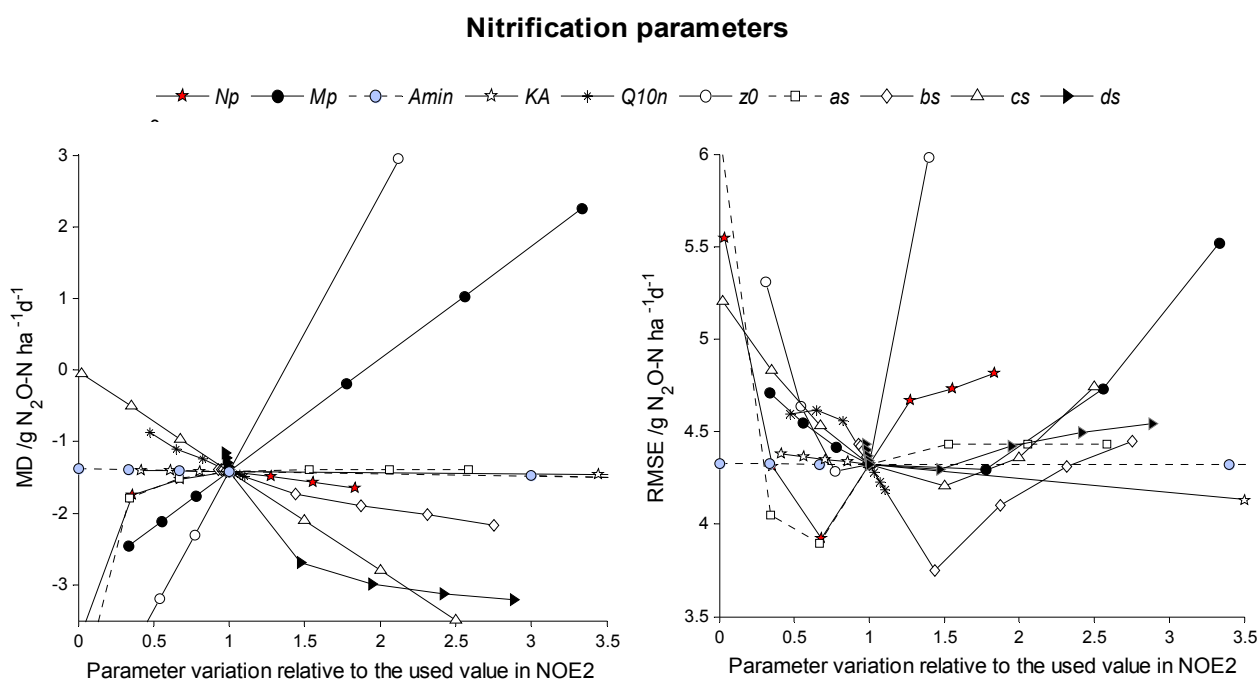 Nitrification parameters
Np Mp Amin KA Q10n z0 as bs cs ds
3
2
1
0
-1
-2
-3
MD /g N2O-N ha -1d-1
0 0.5 1 1.5 2 2.5 3 3.5
Parameter variation relative to the used value in NOE2
6
5.5
5
4.5
4
3.5
RMSE /g N2O-N ha -1d-1
0 0.5 1 1.5 2 2.5 3 3.5
Parameter variation relative to the used value in NOE2